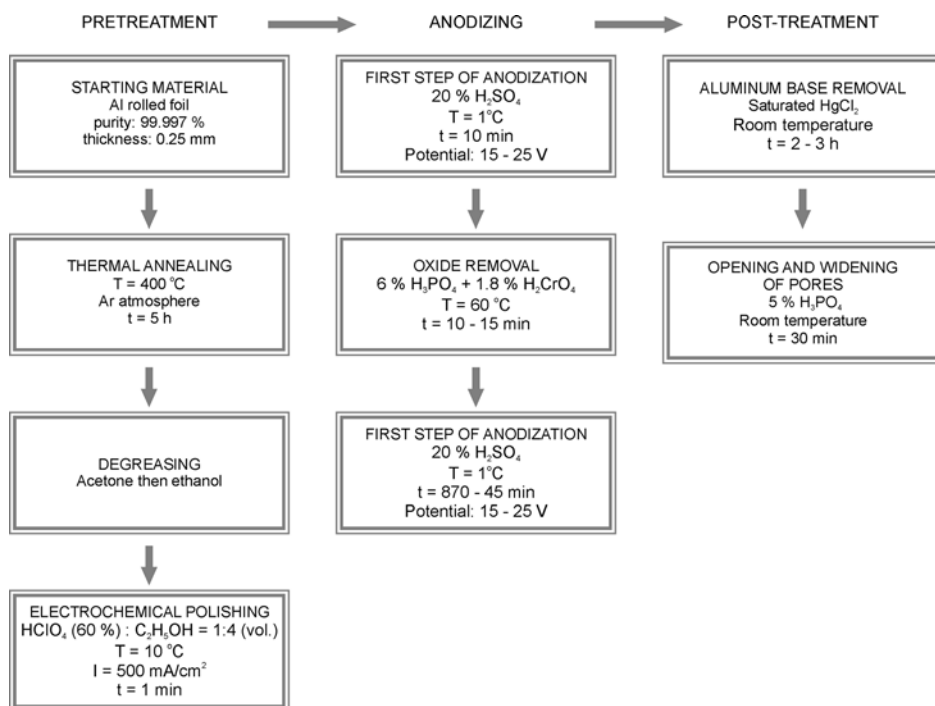 PRETREATMENT
STARTING MATERIAL
Al rolled foil
purity: 99.997 %
thickness: 0.25 mm
THERMAL ANNEALING
T = 400 °C
Ar atmosphere
t = 5 h
DEGREASING
Acetone then ethanol
ELECTROCHEMICAL POLISHING
HClO₄ (60 %) : C₂H₅OH = 1:4 (vol.)
T = 10 °C
I = 500 mA/cm²
t = 1 min
ANODIZING
FIRST STEP OF ANODIZATION
20 % H₂SO₄
T = 1°C
t = 10 min
Potential: 15 - 25 V
OXIDE REMOVAL
6 % H₃PO₄ + 1.8 % H₂CrO₄
T = 60 °C
t = 10 - 15 min
FIRST STEP OF ANODIZATION
20 % H₂SO₄
T = 1°C
t = 870 - 45 min
Potential: 15 - 25 V
POST-TREATMENT
ALUMINUM BASE REMOVAL
Saturated HgCl₂
Room temperature
t = 2 - 3 h
OPENING AND WIDENING
OF PORES
5 % H₃PO₄
Room temperature
t = 30 min